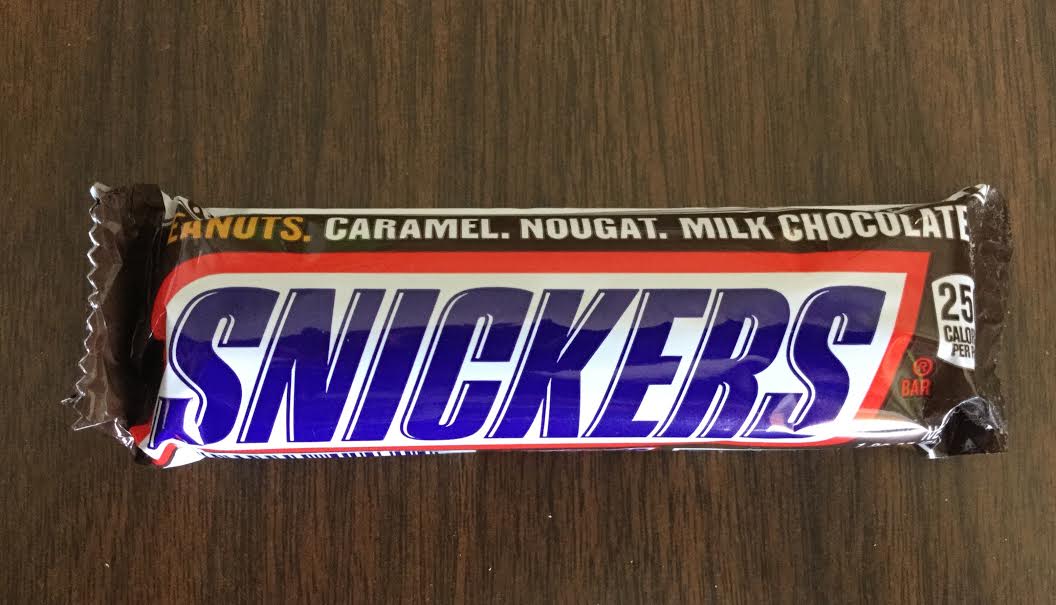 EANUTS. CARAMEL. NOUGAT. MILK CHOCOLATE
SNICKERS
25
CALO
PER
®
BAR